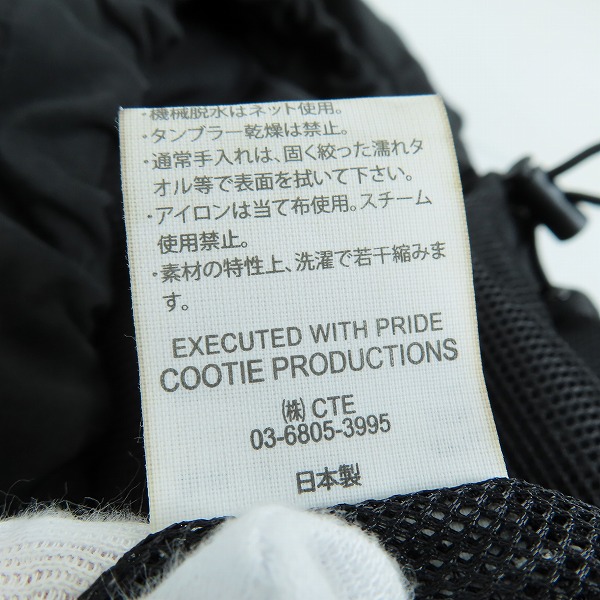 ・機械脱水はネット使用。
・タンブラー乾燥は禁止。
・通常手入れは、固く絞った濡れタ
オル等で表面を拭いて下さい。
・アイロンは当て布使用。スチーム
使用禁止。
・素材の特性上、洗濯で若干縮みま
す。
EXECUTED WITH PRIDE
COOTIE PRODUCTIONS
㈱ CTE
03-6805-3995
日本製